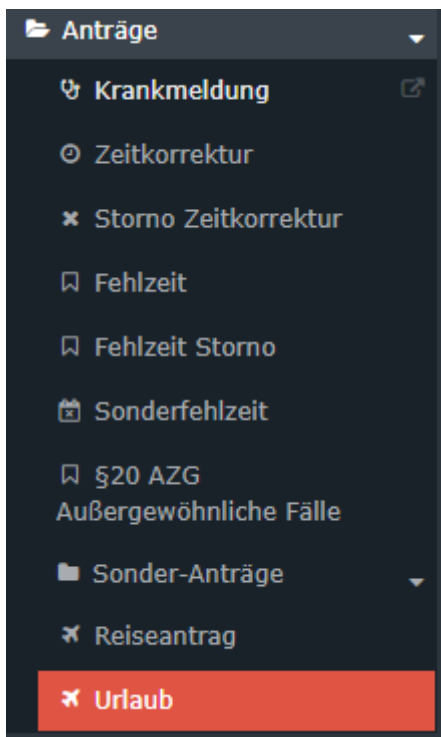 Anträge
Krankmeldung
Zeitkorrektur
Storno Zeitkorrektur
Fehlzeit
Fehlzeit Storno
Sonderfehlzeit
§20 AZG
Außergewöhnliche Fälle
Sonder-Anträge
Reiseantrag
Urlaub